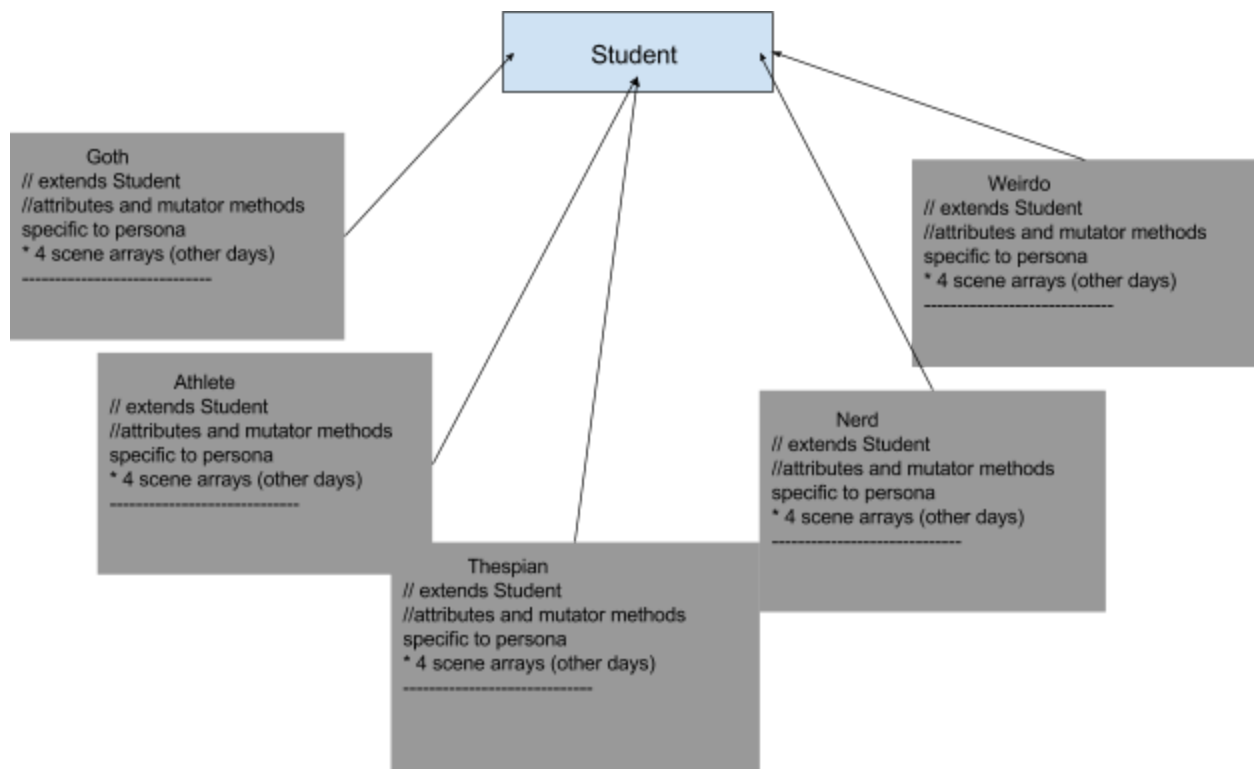 Student
Goth
// extends Student
//attributes and mutator methods
specific to persona
* 4 scene arrays (other days)
--------------------------------
Weirdo
// extends Student
//attributes and mutator methods
specific to persona
* 4 scene arrays (other days)
--------------------------------
Athlete
// extends Student
//attributes and mutator methods
specific to persona
* 4 scene arrays (other days)
--------------------------------
Nerd
// extends Student
//attributes and mutator methods
specific to persona
* 4 scene arrays (other days)
--------------------------------
Thespian
// extends Student
//attributes and mutator methods
specific to persona
* 4 scene arrays (other days)
--------------------------------